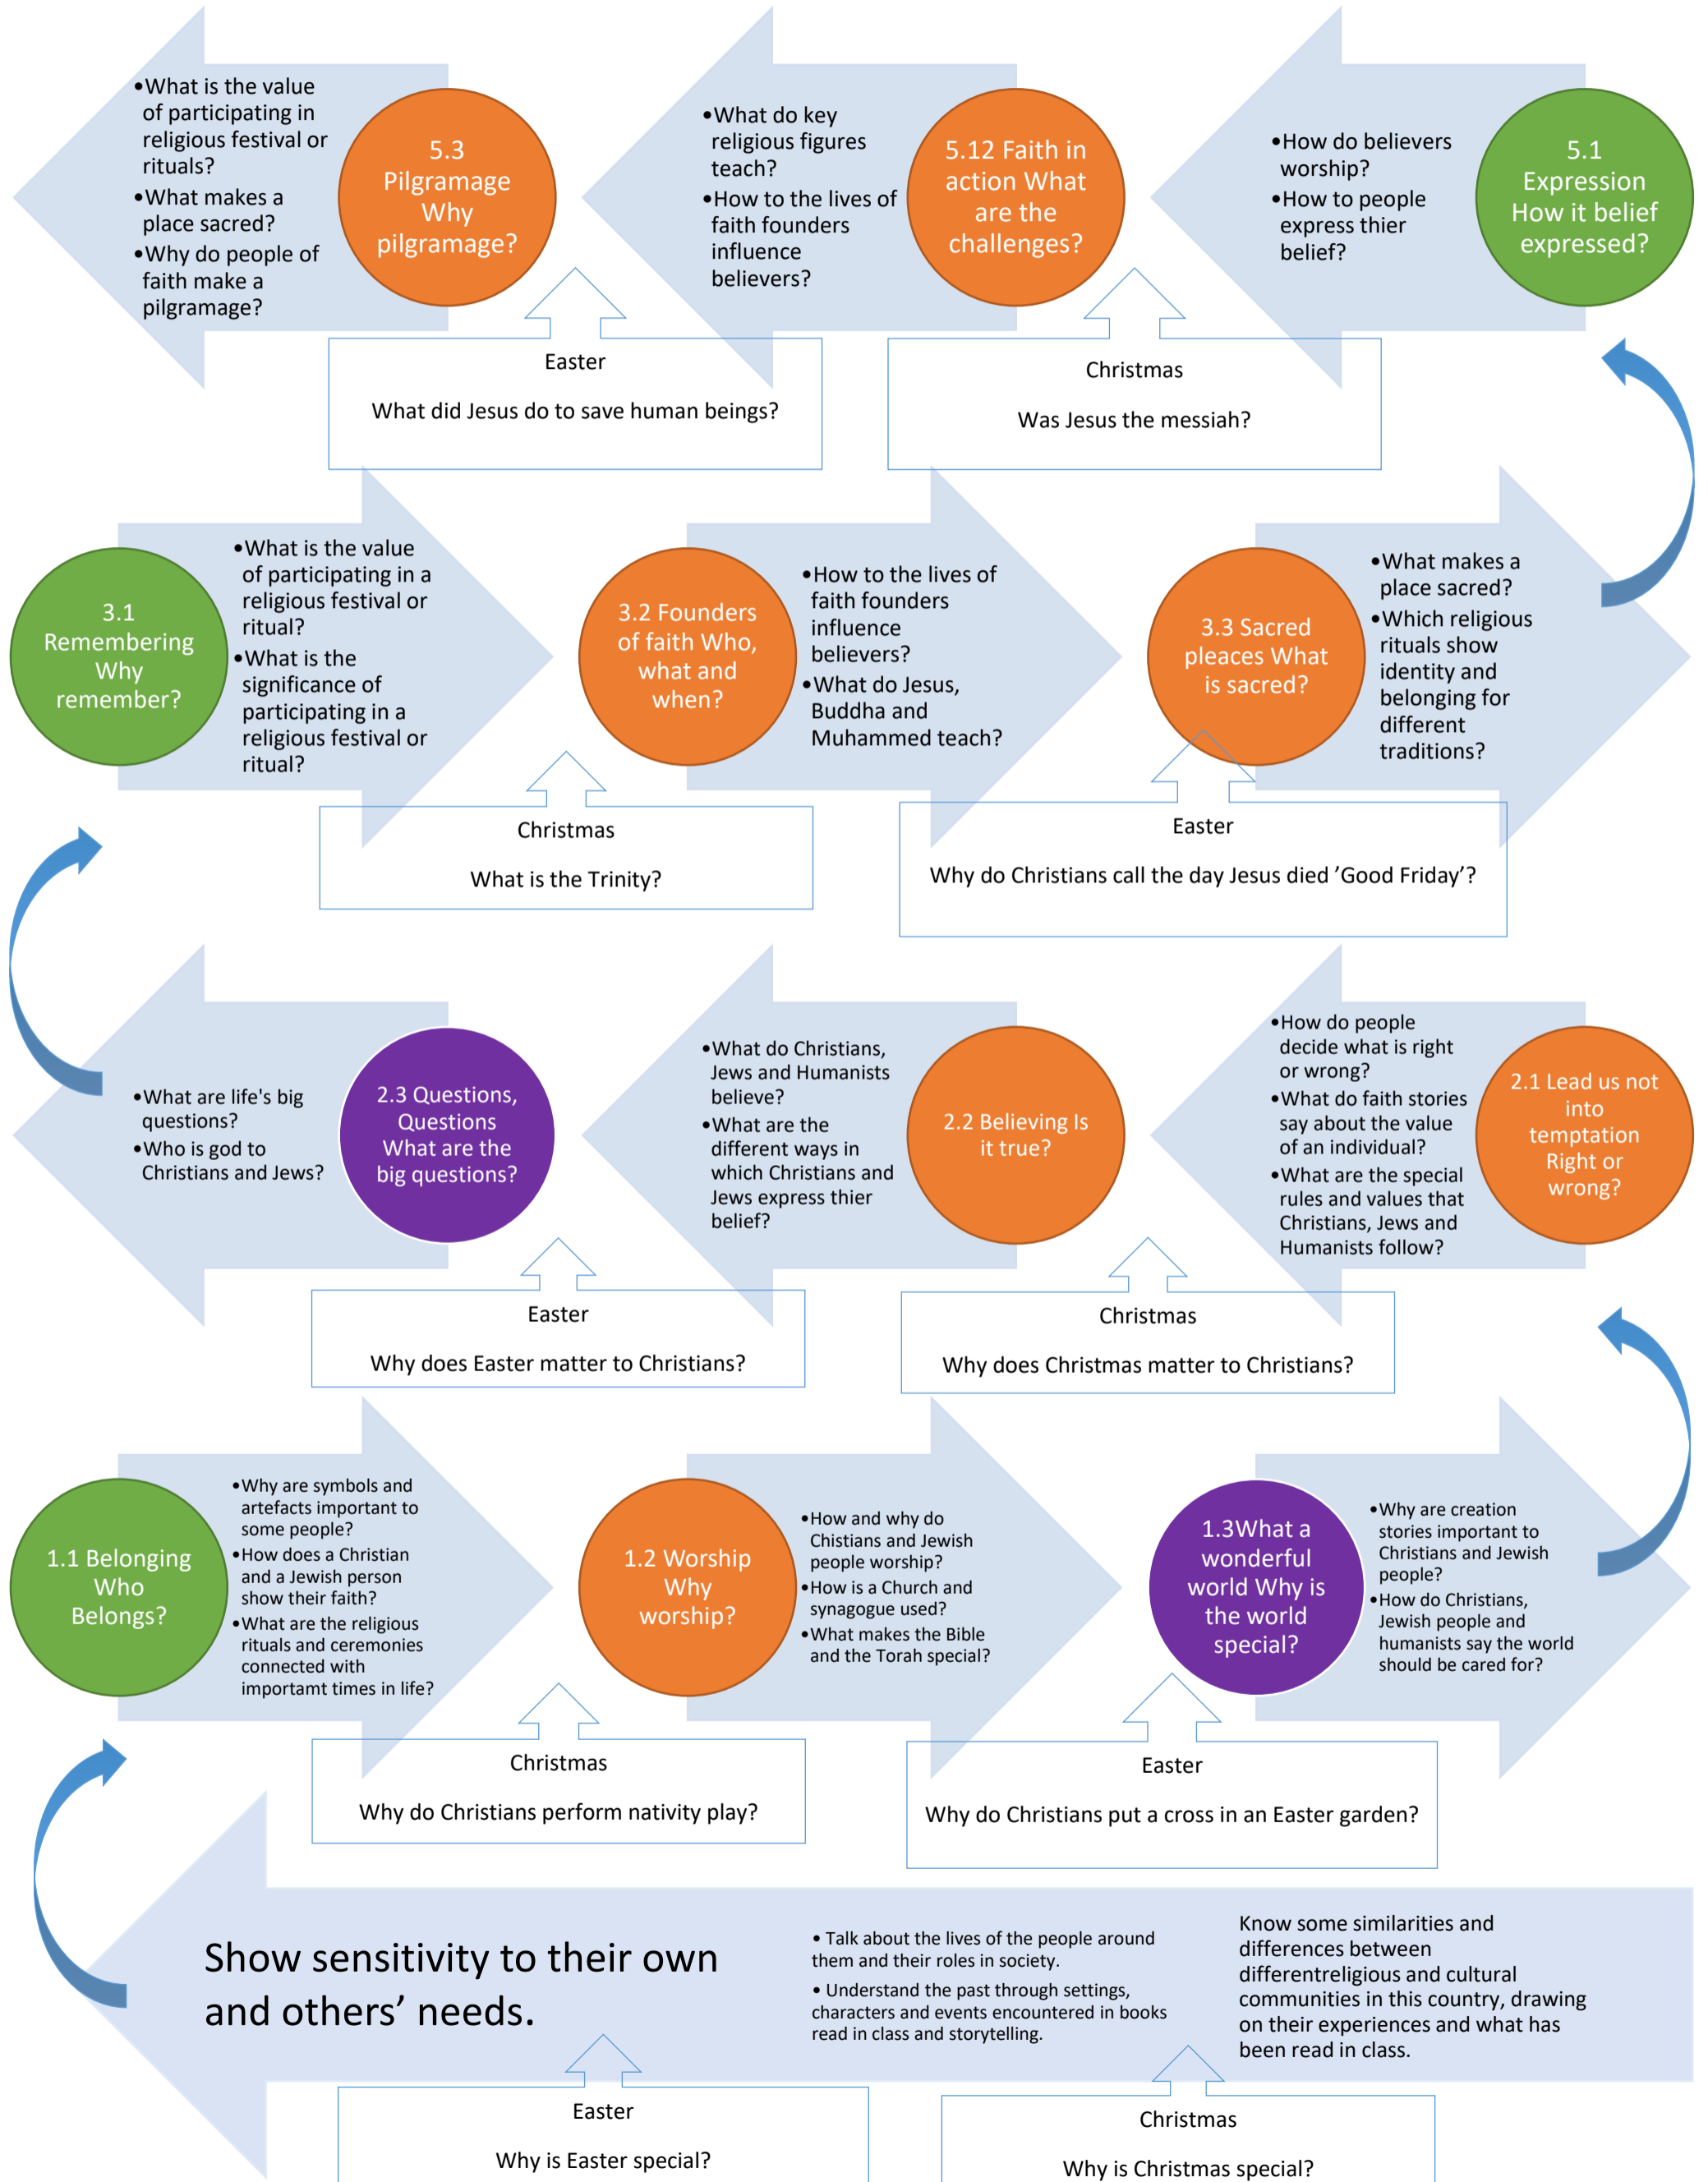 •What is the value
of participating in
religious festival or
rituals?
•What makes a
place sacred?
•Why do people of
faith make a
pilgramage?
5.3
Pilgramage
Why
pilgramage?
•What do key
religious figures
teach?
•How to the lives of
faith founders
influence
believers?
5.12 Faith in
action What
are the
challenges?
•How do believers
worship?
•How to people
express thier
belief?
5.1
Expression
How it belief
expressed?
Easter
What did Jesus do to save human beings?
Christmas
Was Jesus the messiah?
3.1
Remembering
Why
remember?
•What is the value
of participating in a
religious festival or
ritual?
•What is the
significance of
participating in a
religious festival or
ritual?
3.2 Founders
of faith Who,
what and
when?
•How to the lives of
faith founders
influence
believers?
•What do Jesus,
Buddha and
Muhammed teach?
3.3 Sacred
pleaces What
is sacred?
•What makes a
place sacred?
•Which religious
rituals show
identity and
belonging for
different
traditions?
Christmas
What is the Trinity?
Easter
Why do Christians call the day Jesus died ’Good Friday’?
•What are life's big
questions?
•Who is god to
Christians and Jews?
2.3 Questions,
Questions
What are the
big questions?
•What do Christians,
Jews and Humanists
believe?
•What are the
different ways in
which Christians and
Jews express thier
belief?
2.2 Believing Is
it true?
•How do people
decide what is right
or wrong?
•What do faith stories
say about the value
of an individual?
•What are the special
rules and values that
Christians, Jews and
Humanists follow?
2.1 Lead us not
into
temptation
Right or
wrong?
Easter
Why does Easter matter to Christians?
Christmas
Why does Christmas matter to Christians?
1.1 Belonging
Who
Belongs?
•Why are symbols and
artefacts important to
some people?
•How does a Christian
and a Jewish person
show their faith?
•What are the religious
rituals and ceremonies
connected with
importamt times in life?
1.2 Worship
Why
worship?
•How and why do
Chistians and Jewish
people worship?
•How is a Church and
synagogue used?
•What makes the Bible
and the Torah special?
1.3What a
wonderful
world Why is
the world
special?
•Why are creation
stories important to
Christians and Jewish
people?
•How do Christians,
Jewish people and
humanists say the world
should be cared for?
Christmas
Why do Christians perform nativity play?
Easter
Why do Christians put a cross in an Easter garden?
Show sensitivity to their own
and others’ needs.
• Talk about the lives of the people around
them and their roles in society.
• Understand the past through settings,
characters and events encountered in books
read in class and storytelling.
Know some similarities and
differences between
differentreligious and cultural
communities in this country, drawing
on their experiences and what has
been read in class.
Easter
Why is Easter special?
Christmas
Why is Christmas special?